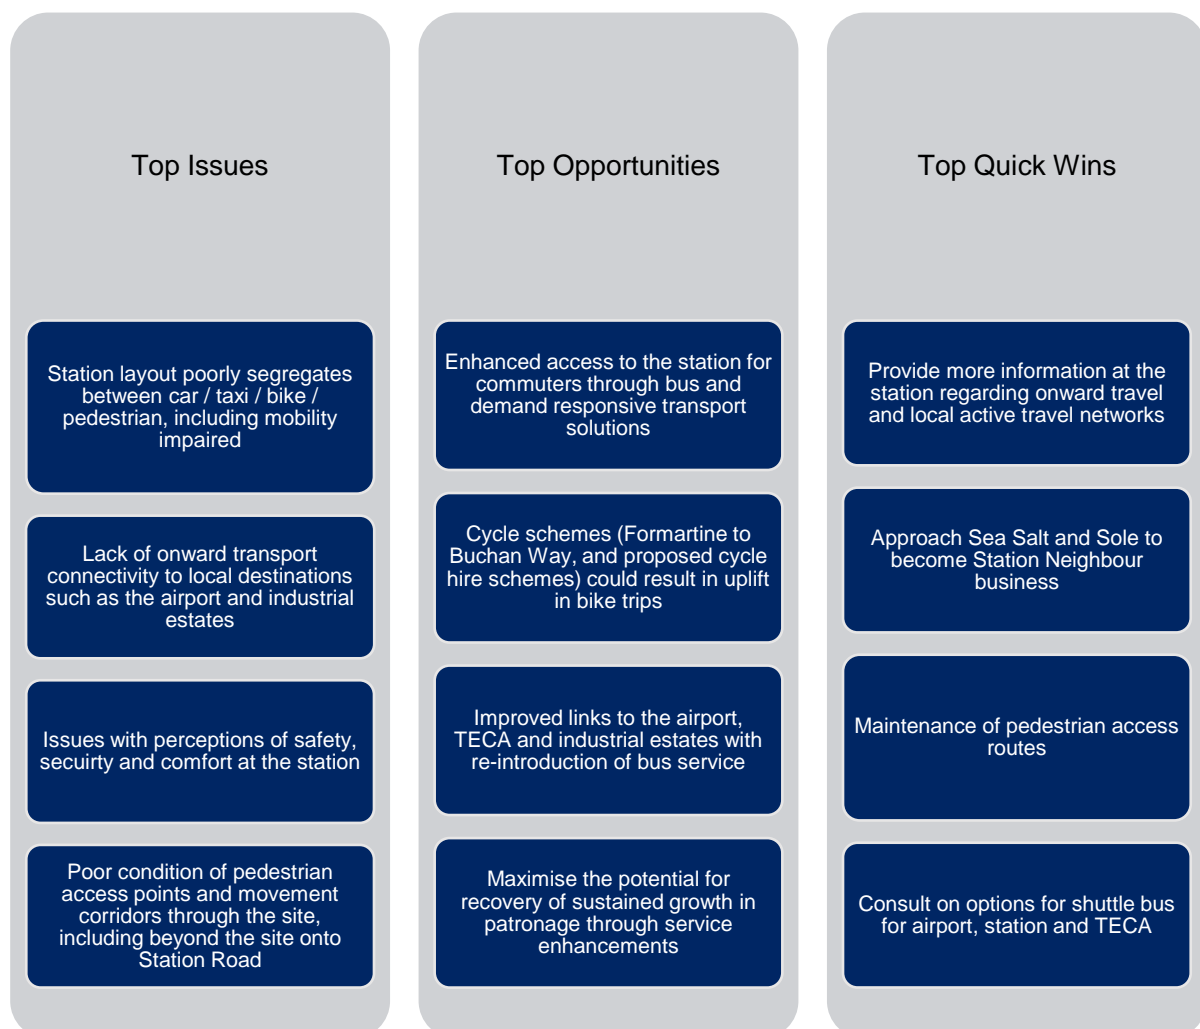 Top Issues
Station layout poorly segregates
between car / taxi / bike /
pedestrian, including mobility
impaired
Lack of onward transport
connectivity to local destinations
such as the airport and industrial
estates
Issues with perceptions of safety,
secuirty and comfort at the station
Poor condition of pedestrian
access points and movement
corridors through the site,
including beyond the site onto
Station Road
Top Opportunities
Enhanced access to the station for
commuters through bus and
demand responsive transport
solutions
Cycle schemes (Formartine to
Buchan Way, and proposed cycle
hire schemes) could result in uplift
in bike trips
Improved links to the airport,
TECA and industrial estates with
re-introduction of bus service
Maximise the potential for
recovery of sustained growth in
patronage through service
enhancements
Top Quick Wins
Provide more information at the
station regarding onward travel
and local active travel networks
Approach Sea Salt and Sole to
become Station Neighbour
business
Maintenance of pedestrian access
routes
Consult on options for shuttle bus
for airport, station and TECA